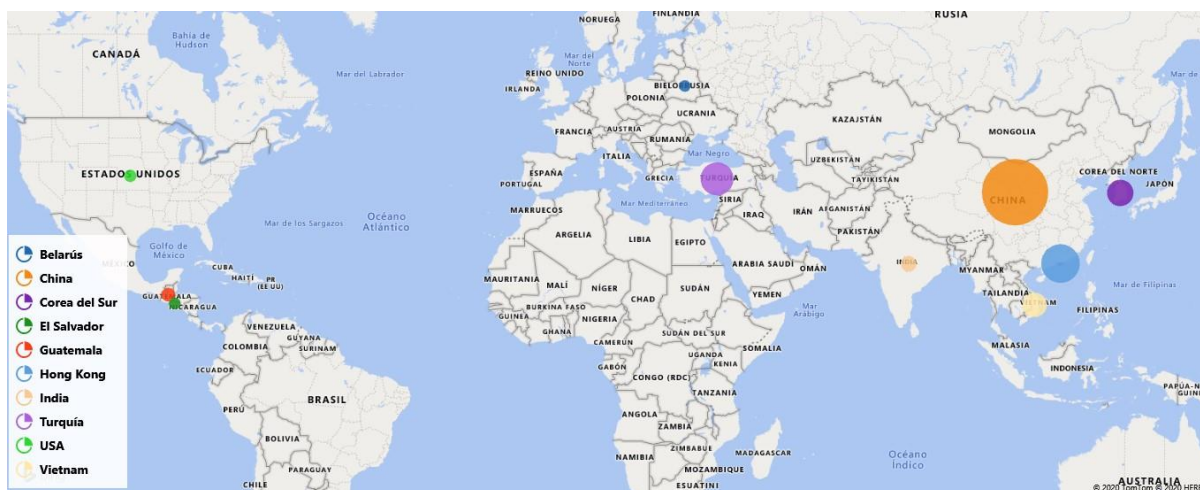 NORUEGA
FINLANDIA
RUSIA
Bahía de
Hudson
CANADÁ
Mar del Labrador
Mar del
Norte
REINO UNIDO
IRLANDA
BIELORRUSIA
POLONIA
UCRANIA
KAZAJSTÁN
MONGOLIA
FRANCIA
AUSTRIA
RUMANIA
ITALIA
Mar Negro
UZBEKISTÁN
TAYIKISTÁN
COREA DEL NORTE
JAPÓN
ESTADOS UNIDOS
ESPAÑA
PORTUGAL
GRECIA
TURQUÍA
SIRIA
Mar Mediterráneo
IRAQ
IRÁN
AFGANISTÁN
PAKISTÁN
CHINA
MARRUECOS
Mar de los Sargazos
Océano
Atlántico
ARGELIA
LIBIA
EGIPTO
Golfo de
México
MÉXICO
CUBA
HAITÍ
PR
(EE UU)
ARABIA SAUDÍ
OMÁN
INDIA
MYANMAR
MAURITANIA
MALÍ
NÍGER
CHAD
SUDÁN
YEMEN
Mar
Arábigo
TAILANDIA
VIETNAM
Mar de Filipinas
FILIPINAS
GUATEMALA
NICARAGUA
GUINEA
BURKINA FASO
GHANA
NIGERIA
CAMERÚN
SUDÁN DEL SUR
SOMALIA
VENEZUELA
GUYANA
SURINAM
COLOMBIA
ECUADOR
GABÓN
CONGO (RDC)
UGANDA
KENIA
MALASIA
INDONESIA
PAPÚA-N
GUIN
PERÚ
BRASIL
TANZANIA
ANGOLA
ZAMBIA
BOLIVIA
ZIMBABUE
NAMIBIA
MOZAMBIQUE
MADAGASCAR
PARAGUAY
CHILE
ESUATINI
Océano
Índico
AUSTRALIA
© 2020 TomTom © 2020 HERE
Belarús
China
Corea del Sur
El Salvador
Guatemala
Hong Kong
India
Turquía
USA
Vietnam